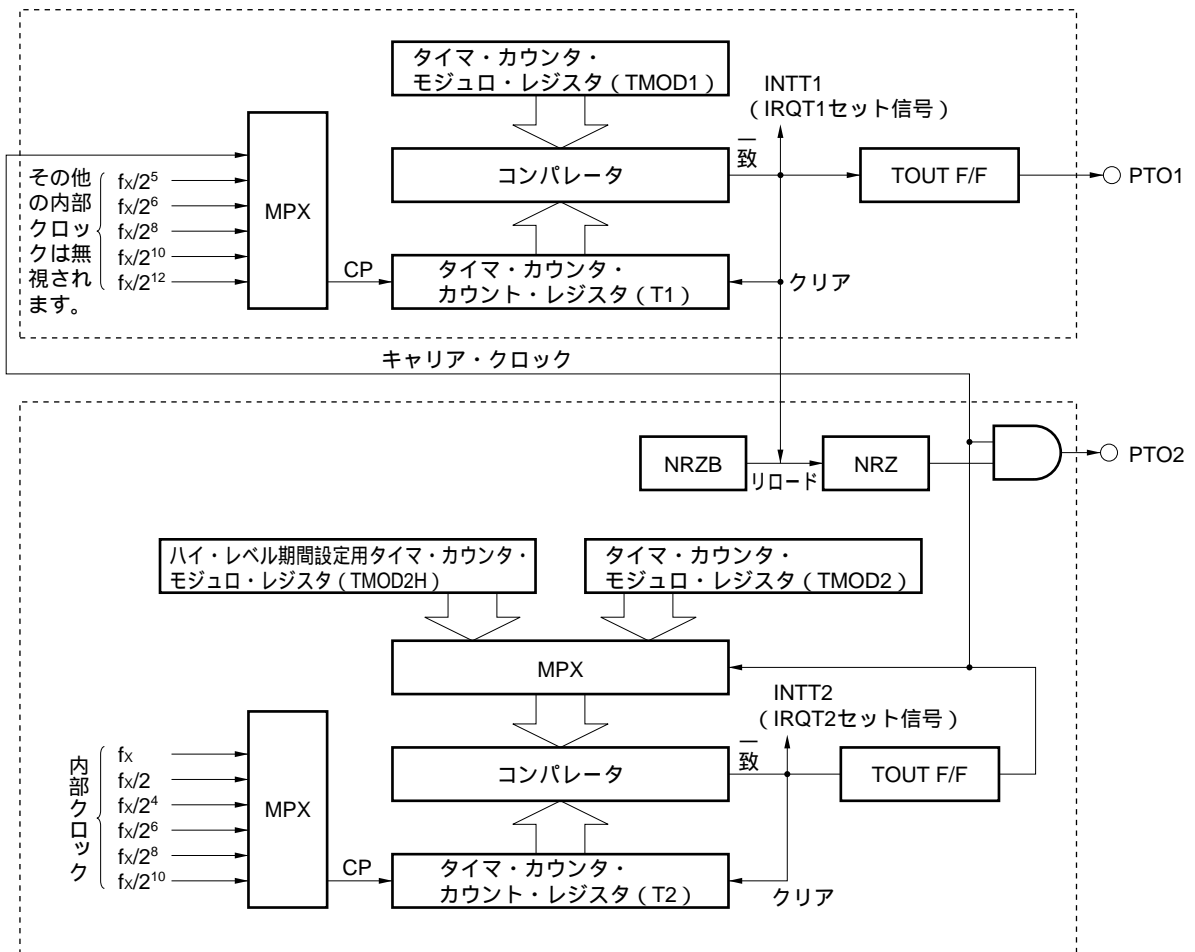 タイマ・カウンタ・
モジュロ・レジスタ（TMOD1）
INTT1
（IRQT1セット信号）
MPX
コンパレータ
一致
TOUT F/F
PTO1
その他
の内部
クロッ
クは無
視され
ます。
fx/2⁵
fx/2⁶
fx/2⁸
fx/2¹⁰
fx/2¹²
CP
タイマ・カウンタ・
カウント・レジスタ（T1）
クリア
キャリア・クロック
NRZB
リロード
NRZ
PTO2
ハイ・レベル期間設定用タイマ・カウンタ・
モジュロ・レジスタ（TMOD2H）
タイマ・カウンタ・
モジュロ・レジスタ（TMOD2）
MPX
INTT2
（IRQT2セット信号）
内部クロック
fx
fx/2
fx/2⁴
fx/2⁶
fx/2⁸
fx/2¹⁰
MPX
コンパレータ
一致
TOUT F/F
CP
タイマ・カウンタ・
カウント・レジスタ（T2）
クリア